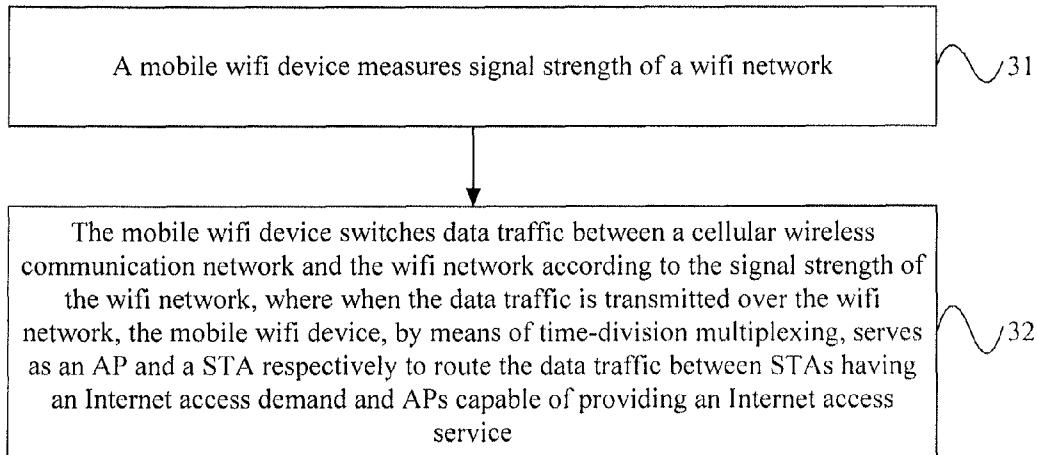 A mobile wifi device measures signal strength of a wifi network
31
The mobile wifi device switches data traffic between a cellular wireless
communication network and the wifi network according to the signal strength of
the wifi network, where when the data traffic is transmitted over the wifi
network, the mobile wifi device, by means of time-division multiplexing, serves
as an AP and a STA respectively to route the data traffic between STAs having
an Internet access demand and APs capable of providing an Internet access
service
32